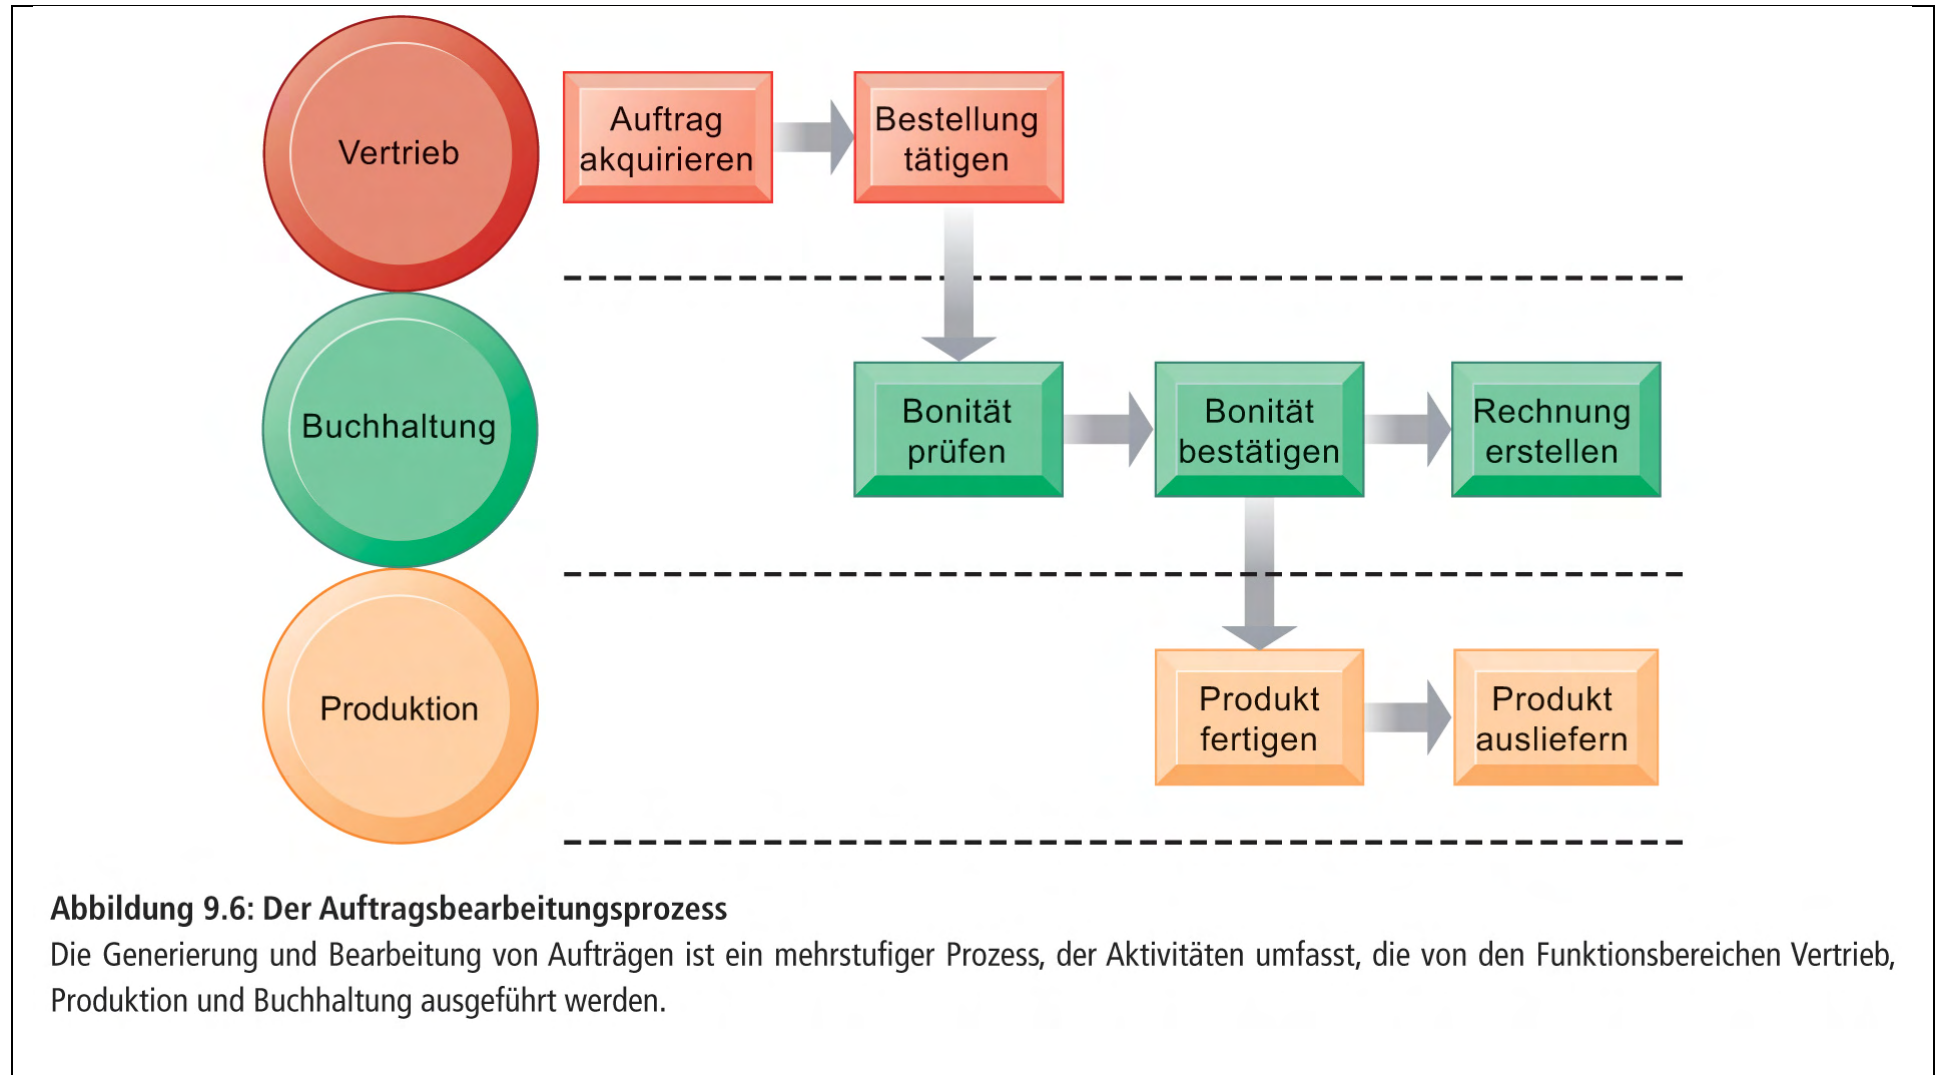 Vertrieb
Auftrag
akquirieren
Bestellung
tätigen
Buchhaltung
Bonität
prüfen
Bonität
bestätigen
Rechnung
erstellen
Produktion
Produkt
fertigen
Produkt
ausliefern
Abbildung 9.6: Der Auftragsbearbeitungsprozess
Die Generierung und Bearbeitung von Aufträgen ist ein mehrstufiger Prozess, der Aktivitäten umfasst, die von den Funktionsbereichen Vertrieb,
Produktion und Buchhaltung ausgeführt werden.